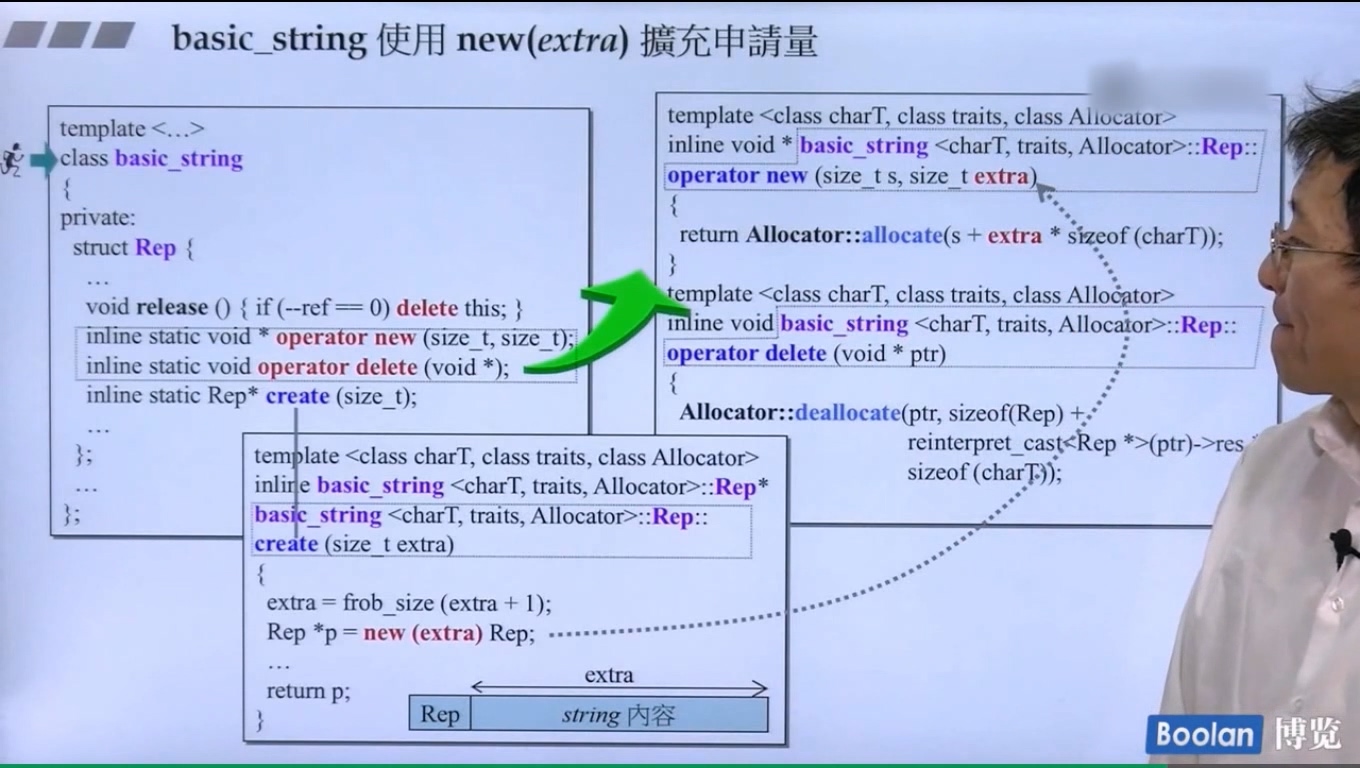 basic_string 使用 new(extra) 擴充申請量
template <…>
class basic_string
{
private:
struct Rep {
…
void release () { if (--ref == 0) delete this; }
inline static void * operator new (size_t, size_t);
inline static void operator delete (void *);
inline static Rep* create (size_t);
…
};
…
};
template <class charT, class traits, class Allocator>
inline basic_string <charT, traits, Allocator>::Rep*
basic_string <charT, traits, Allocator>::Rep::
create (size_t extra)
{
extra = frob_size (extra + 1);
Rep *p = new (extra) Rep;
…
return p;
}
extra
Rep
string 內容
template <class charT, class traits, class Allocator>
inline void * basic_string <charT, traits, Allocator>::Rep::
operator new (size_t s, size_t extra)
{
return Allocator::allocate(s + extra * sizeof (charT));
}
template <class charT, class traits, class Allocator>
inline void basic_string <charT, traits, Allocator>::Rep::
operator delete (void * ptr)
{
Allocator::deallocate(ptr, sizeof(Rep) +
reinterpret_cast<Rep *>(ptr)->res
sizeof (charT));
Boolan 博览